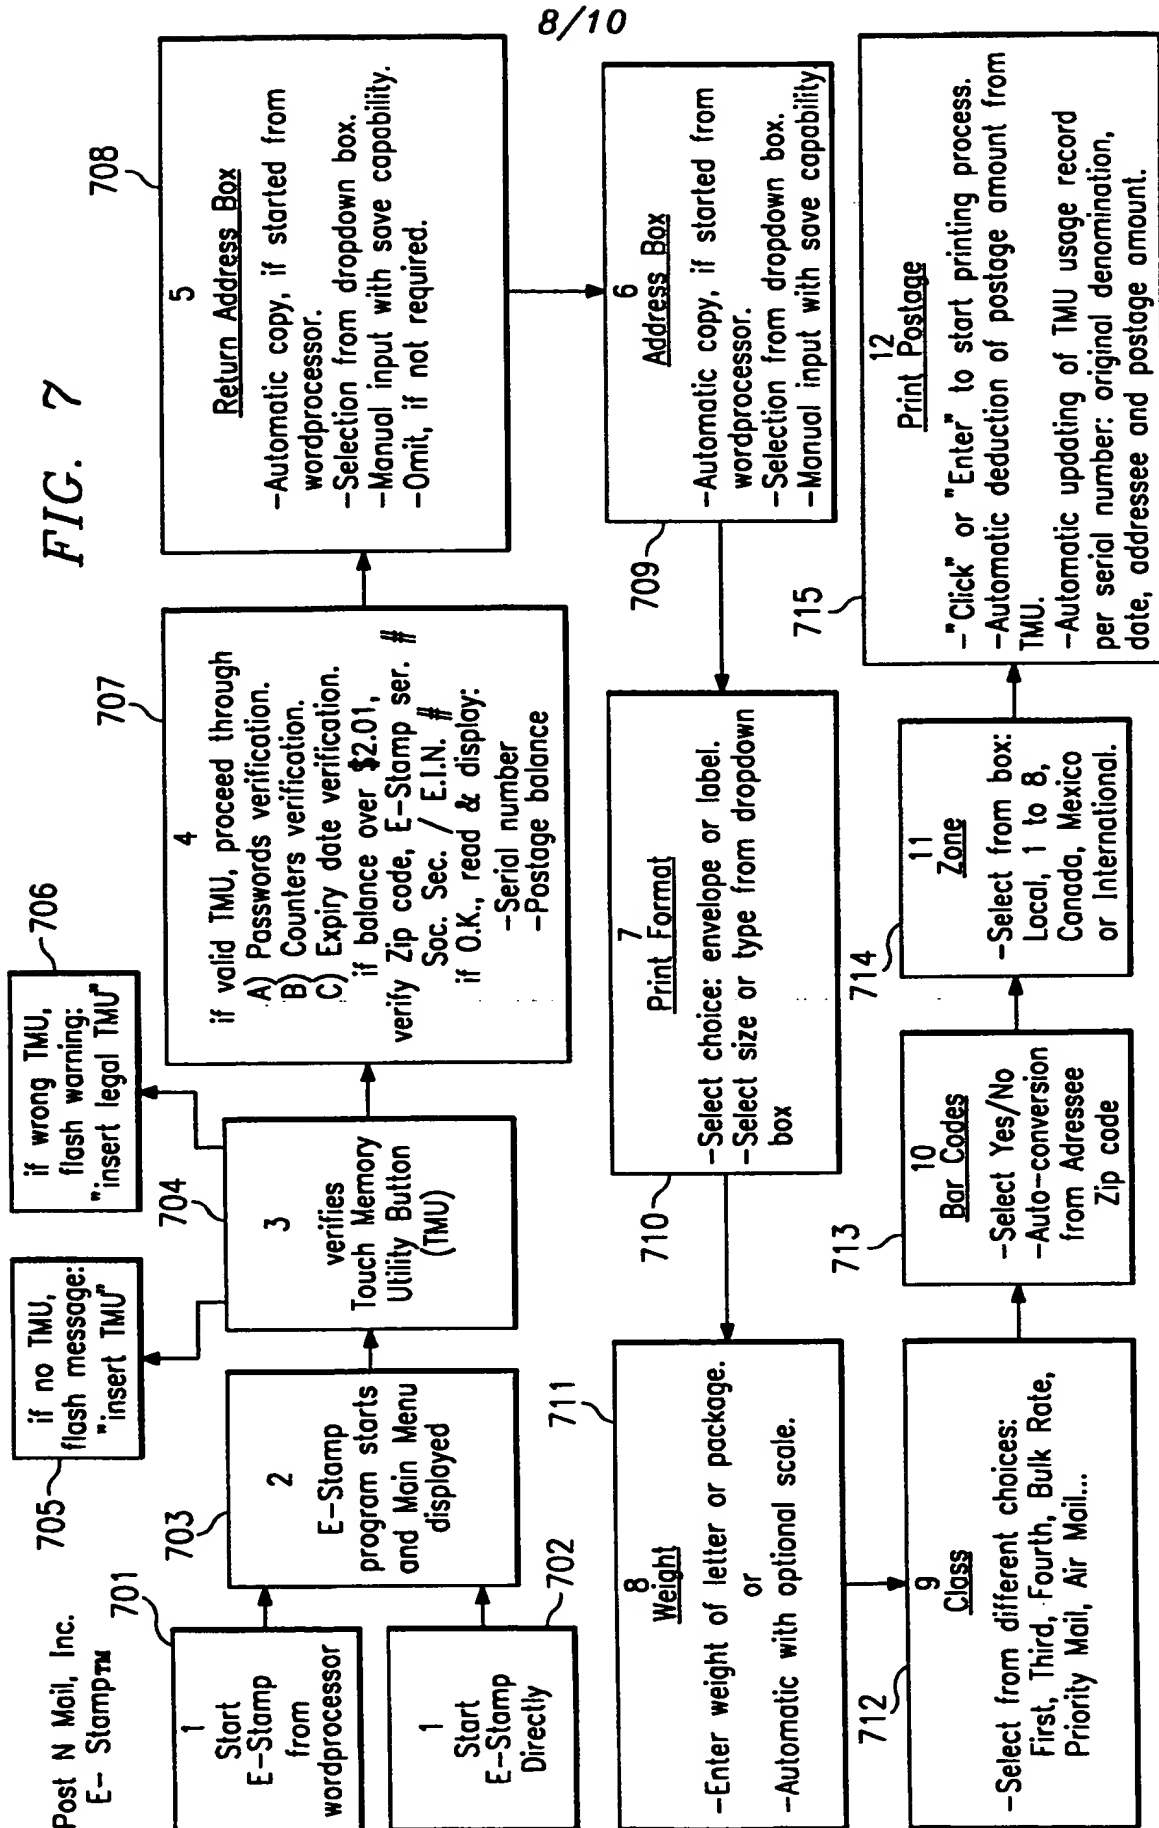 8/10
FIG. 7
Post N Mail, Inc.
E- Stamp™
701
1
Start
E-Stamp
from
wordprocessor
1
Start
E-Stamp
Directly
702
703
2
E-Stamp
program starts
and Main Menu
displayed
704
3
verifies
Touch Memory
Utility Button
(TMU)
705
if no TMU,
flash message:
"insert TMU"
706
if wrong TMU,
flash warning:
"insert legal TMU"
707
4
if valid TMU, proceed through
A) Passwords verification.
B) Counters verification.
C) Expiry date verification.
if balance over $2.01,
verify Zip code, E-Stamp ser. #
Soc. Sec. / E.I.N. #
if O.K., read & display:
-Serial number
-Postage balance
708
5
Return Address Box
-Automatic copy, if started from
wordprocessor.
-Selection from dropdown box.
-Manual input with save capability.
-Omit, if not required.
709
6
Address Box
-Automatic copy, if started from
wordprocessor.
-Selection from dropdown box.
-Manual input with save capability.
710
7
Print Format
-Select choice: envelope or label.
-Select size or type from dropdown
box
711
8
Weight
-Enter weight of letter or package.
or
-Automatic with optional scale.
712
9
Class
-Select from different choices:
First, Third, Fourth, Bulk Rate,
Priority Mail, Air Mail...
713
10
Bar Codes
-Select Yes/No
-Auto-conversion
from Adressee
Zip code
714
11
Zone
-Select from box:
Local, 1 to 8,
Canada, Mexico
or International.
715
12
Print Postage
-"Click" or "Enter" to start printing process.
-Automatic deduction of postage amount from
TMU.
-Automatic updating of TMU usage record
per serial number: original denomination,
date, addressee and postage amount.